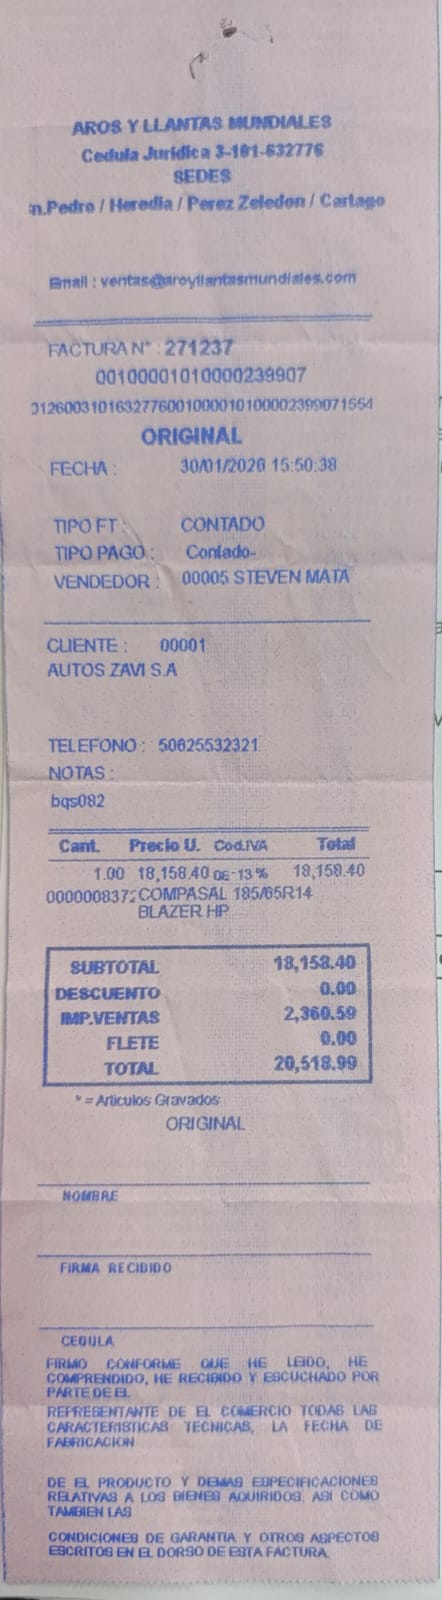 AROS Y LLANTAS MUNDIALES
Cedula Juridica 3-101-632776
SEDES
n.Pedro / Heredia / Perez Zeledon / Cartago
Email : ventas@aroyllantasmundiales.com
FACTURA N° : 271237
00100001010000239907
0126003101632776001000010100002399071554
ORIGINAL
FECHA : 30/01/2026 15:50:38
TIPO FT : CONTADO
TIPO PAGO : Contado-
VENDEDOR : 00005 STEVEN MATA
CLIENTE : 00001
AUTOS ZAVI S.A
TELEFONO : 50625532321
NOTAS :
bqs082
Cant. Precio U. Cod.IVA Total
1.00 18,158.40 06-13% 18,158.40
0000008372 COMPASAL 185/65R14
BLAZER HP
SUBTOTAL 18,158.40
DESCUENTO 0.00
IMP.VENTAS 2,360.59
FLETE 0.00
TOTAL 20,518.99
* = Articulos Gravados
ORIGINAL
NOMBRE
FIRMA RECIBIDO
CEDULA
FIRMO CONFORME QUE HE LEIDO, HE
COMPRENDIDO, HE RECIBIDO Y ESCUCHADO POR
PARTE DE EL
REPRESENTANTE DE EL COMERCIO TODAS LAS
CARACTERISTICAS TECNICAS, LA FECHA DE
FABRICACION
DE EL PRODUCTO Y DEMAS ESPECIFICACIONES
RELATIVAS A LOS BIENES AQUIRIDOS, ASI COMO
TAMBIEN LAS
CONDICIONES DE GARANTIA Y OTROS ASPECTOS
ESCRITOS EN EL DORSO DE ESTA FACTURA.